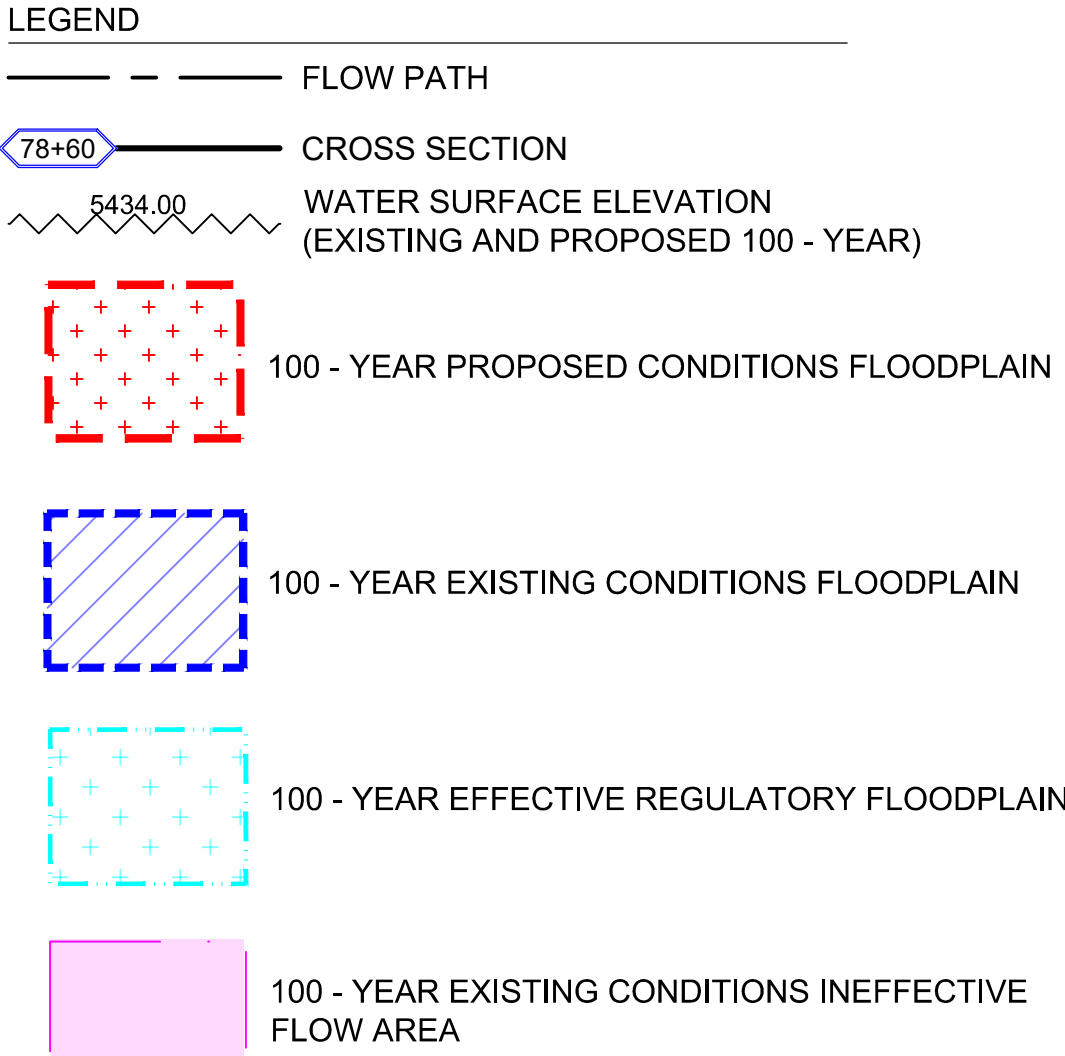 LEGEND
FLOW PATH
78+60
CROSS SECTION
5434.00
WATER SURFACE ELEVATION
(EXISTING AND PROPOSED 100 - YEAR)
100 - YEAR PROPOSED CONDITIONS FLOODPLAIN
100 - YEAR EXISTING CONDITIONS FLOODPLAIN
100 - YEAR EFFECTIVE REGULATORY FLOODPLAIN
100 - YEAR EXISTING CONDITIONS INEFFECTIVE
FLOW AREA